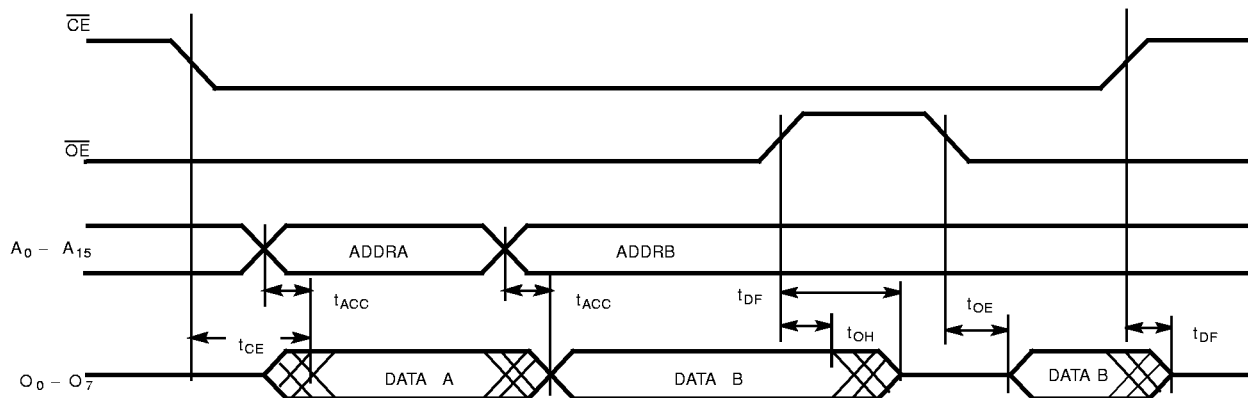 CE
OE
A0 – A15
ADDRA
ADDRB
tACC
tACC
tDF
tOE
tCE
tOH
tDF
O0 – O7
DATA A
DATA B
DATA B